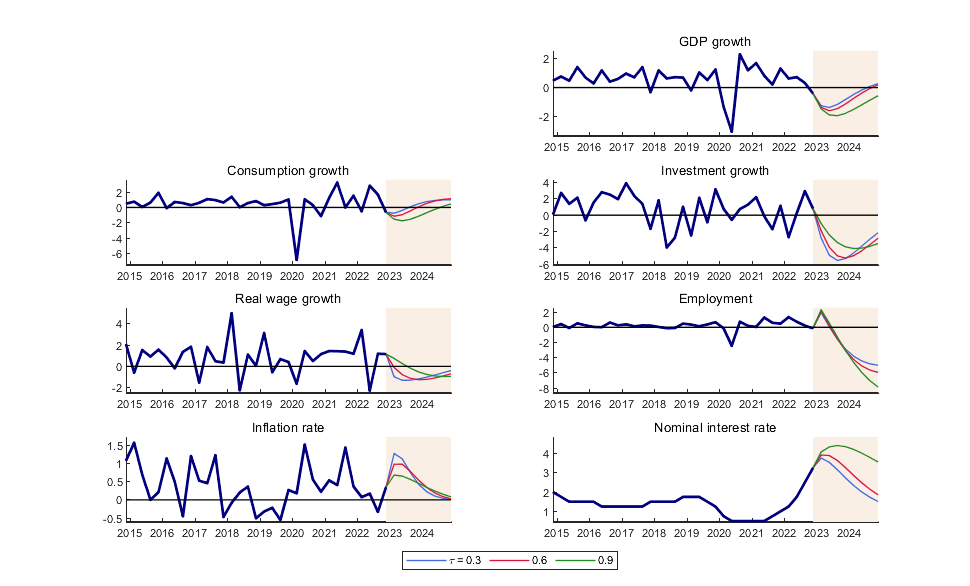 GDP growth
2
0
-2
2015 2016 2017 2018 2019 2020 2021 2022 2023 2024
Consumption growth
2
0
-2
-4
-6
2015 2016 2017 2018 2019 2020 2021 2022 2023 2024
Investment growth
4
2
0
-2
-4
-6
2015 2016 2017 2018 2019 2020 2021 2022 2023 2024
Real wage growth
4
2
0
-2
2015 2016 2017 2018 2019 2020 2021 2022 2023 2024
Employment
2
0
-2
-4
-6
-8
2015 2016 2017 2018 2019 2020 2021 2022 2023 2024
Inflation rate
1.5
1
0.5
0
-0.5
2015 2016 2017 2018 2019 2020 2021 2022 2023 2024
Nominal interest rate
4
3
2
1
2015 2016 2017 2018 2019 2020 2021 2022 2023 2024
τ = 0.3 0.6 0.9